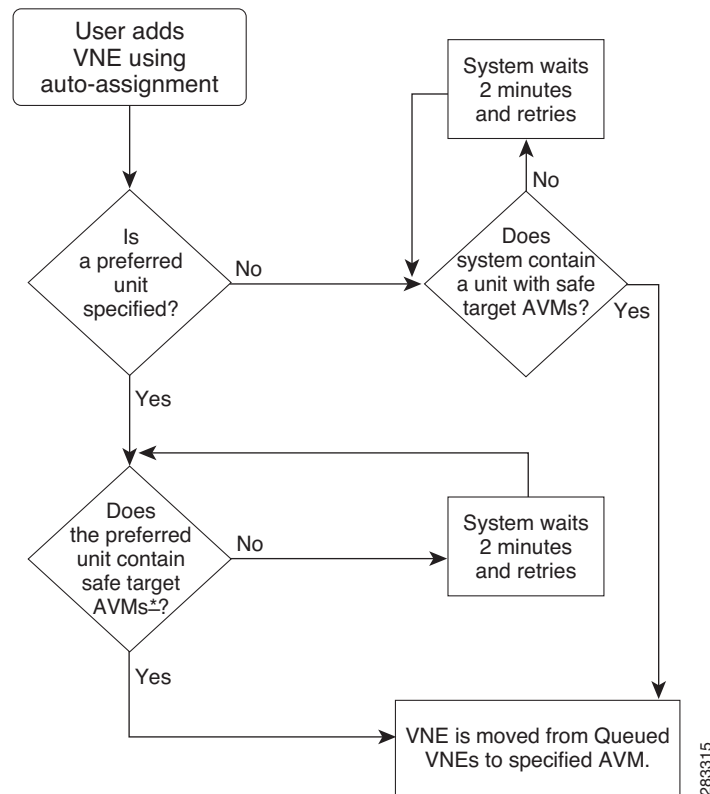 User adds
VNE using
auto-assignment
System waits
2 minutes
and retries
No
Is
a preferred
unit
specified?
No
Does
system contain
a unit with safe
target AVMs?
Yes
Yes
Does
the preferred
unit contain
safe target
AVMs*?
No
System waits
2 minutes
and retries
Yes
VNE is moved from Queued
VNEs to specified AVM.
283315